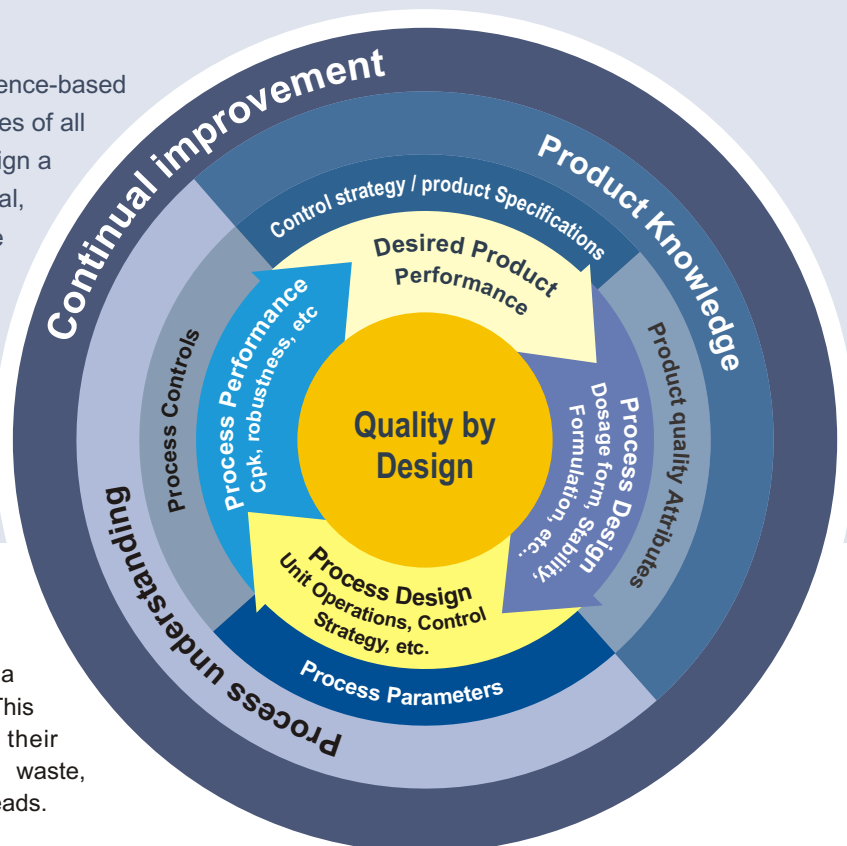 ence-based
es of all
ign a
al,
e
Continual improvement
Product Knowledge
Control strategy / product Specifications
Desired Product
Performance
Process Performance
Cpk, robustness, etc
Process Controls
Quality by
Design
Process Design
Dosage form, Stability,
Formulation, etc..
Product quality Attributes
Process Design
Unit Operations, Control
Strategy, etc.
Process Parameters
Process understanding
a
This
their
waste,
eads.